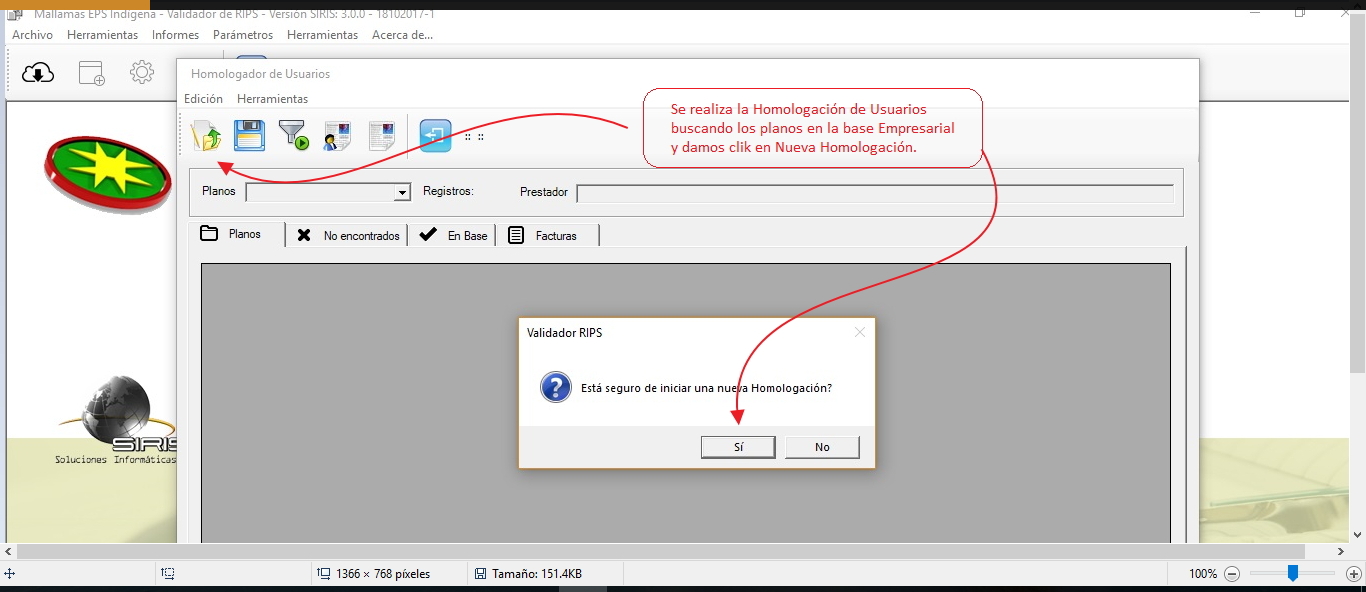 Mallamas EPS Indígena - Validador de RIPS - Versión SIRIS: 3.0.0 - 18102017-1
Archivo Herramientas Informes Parámetros Herramientas Acerca de...
Homologador de Usuarios
Edición Herramientas
Se realiza la Homologación de Usuarios
buscando los planos en la base Empresarial
y damos clik en Nueva Homologación.
Planos Registros: Prestador
Planos No encontrados En Base Facturas
Validador RIPS
Está seguro de iniciar una nueva Homologación?
Sí No
SIRIS
Soluciones Informáticas
1366 × 768 píxeles Tamaño: 151.4KB 100%